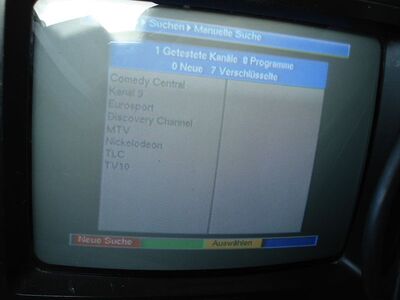 Suchen ▶ Manuelle Suche
1 Getestete Kanäle 8 Programme
0 Neue 7 Verschlüsselte
Comedy Central
Kanal 9
Eurosport
Discovery Channel
MTV
Nickelodeon
TLC
TV10
Neue Suche
Auswählen